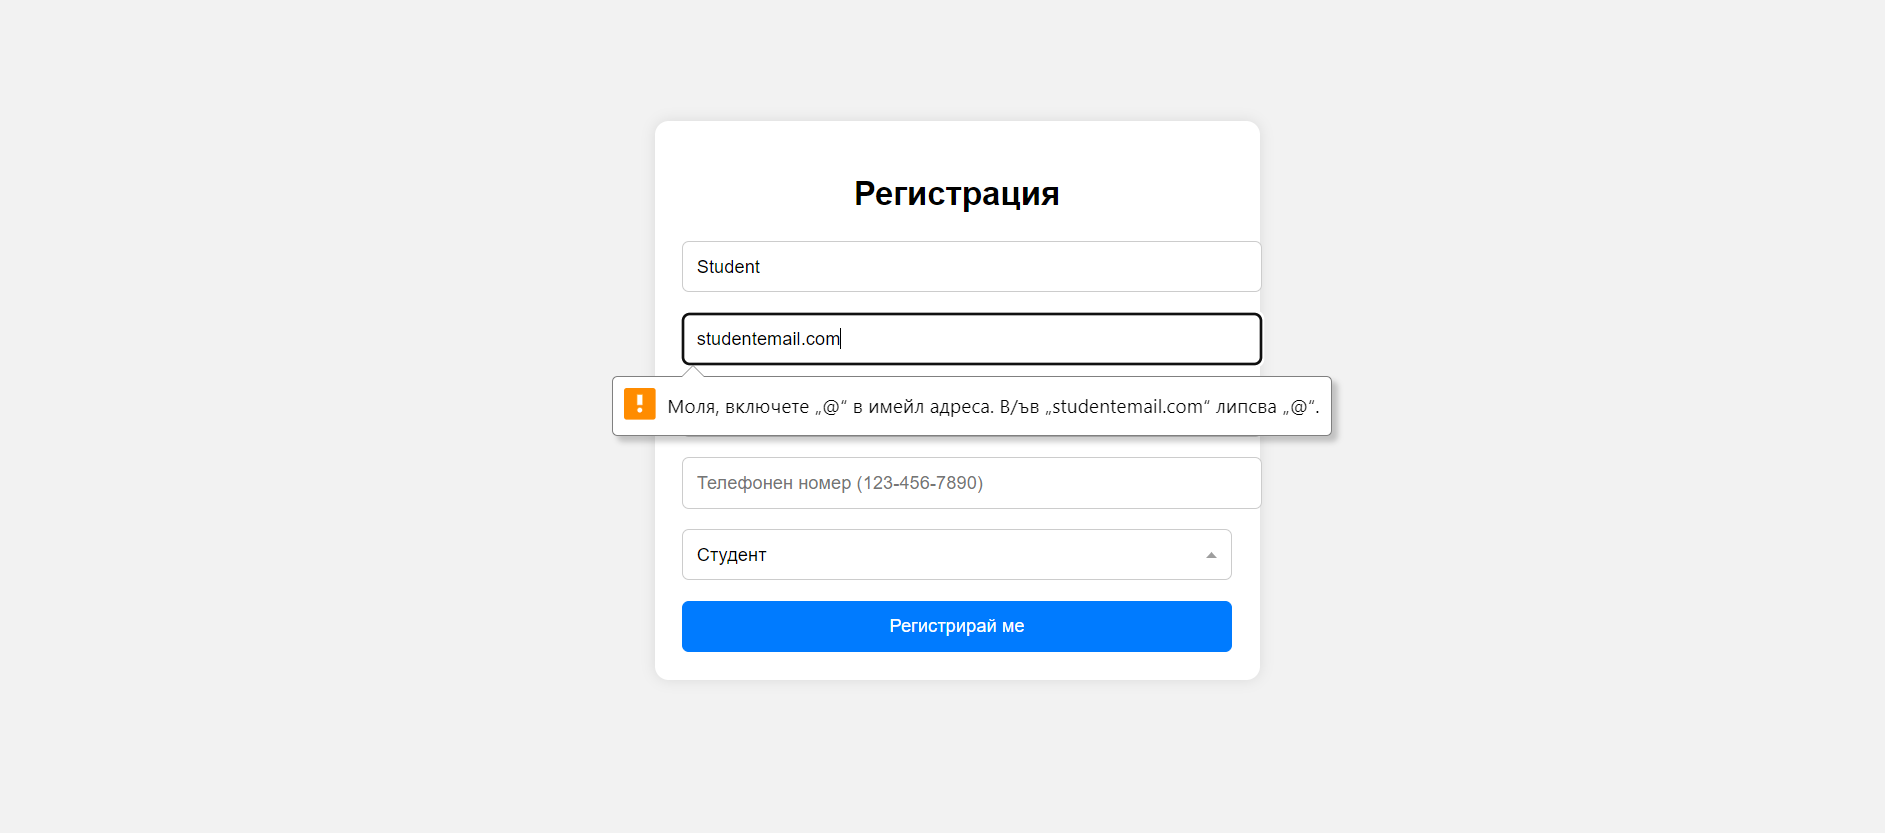 Регистрация
Student
studentemail.com
Моля, включете „@“ в имейл адреса. В/ъв „studentemail.com“ липсва „@“.
Телефонен номер (123-456-7890)
Студент
Регистрирай ме